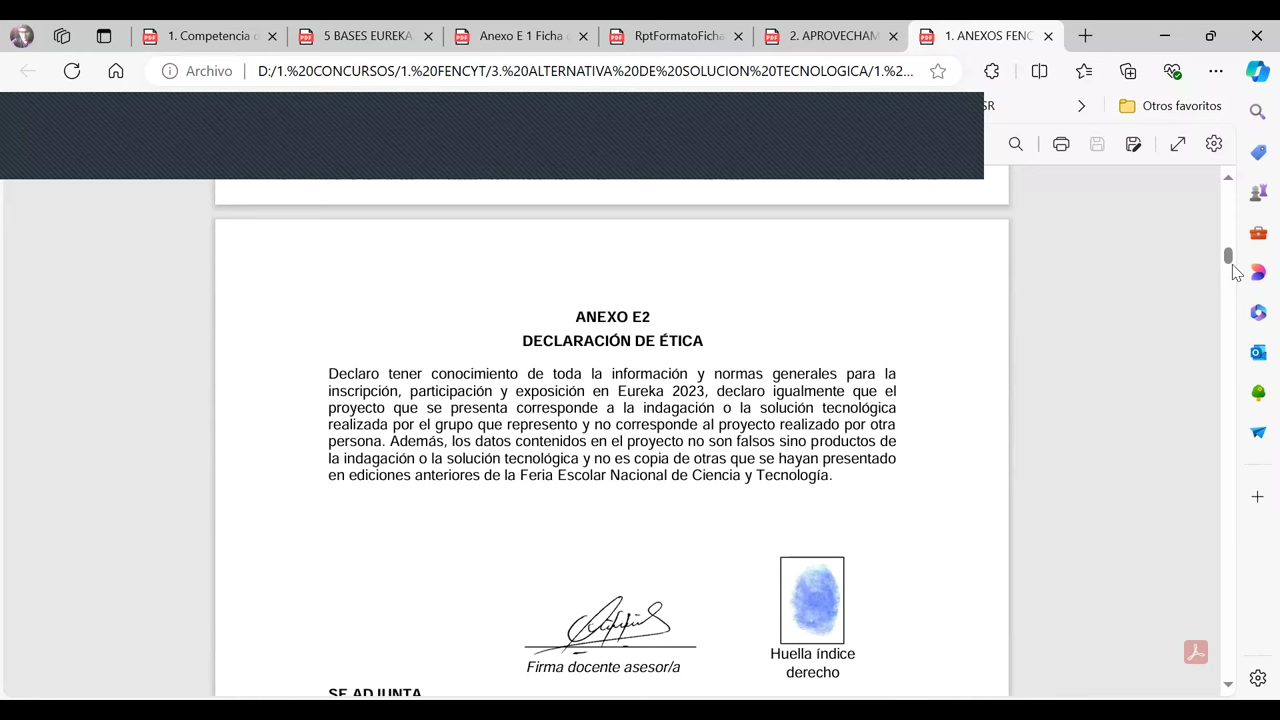 1. Competencia
5 BASES EUREKA
Anexo E 1 Ficha
RptFormatoFicha
2. APROVECHAM
1. ANEXOS FENC
Archivo
D:/1.%20CONCURSOS/1.%20FENCYT/3.%20ALTERNATIVA%20DE%20SOLUCION%20TECNOLOGICA/1.%2...
SR
Otros favoritos
ANEXO E2
DECLARACIÓN DE ÉTICA
Declaro tener conocimiento de toda la información y normas generales para la
inscripción, participación y exposición en Eureka 2023, declaro igualmente que el
proyecto que se presenta corresponde a la indagación o la solución tecnológica
realizada por el grupo que represento y no corresponde al proyecto realizado por otra
persona. Además, los datos contenidos en el proyecto no son falsos sino productos de
la indagación o la solución tecnológica y no es copia de otras que se hayan presentado
en ediciones anteriores de la Feria Escolar Nacional de Ciencia y Tecnología.
Firma docente asesor/a
Huella índice
derecho
SE ADJUNTA